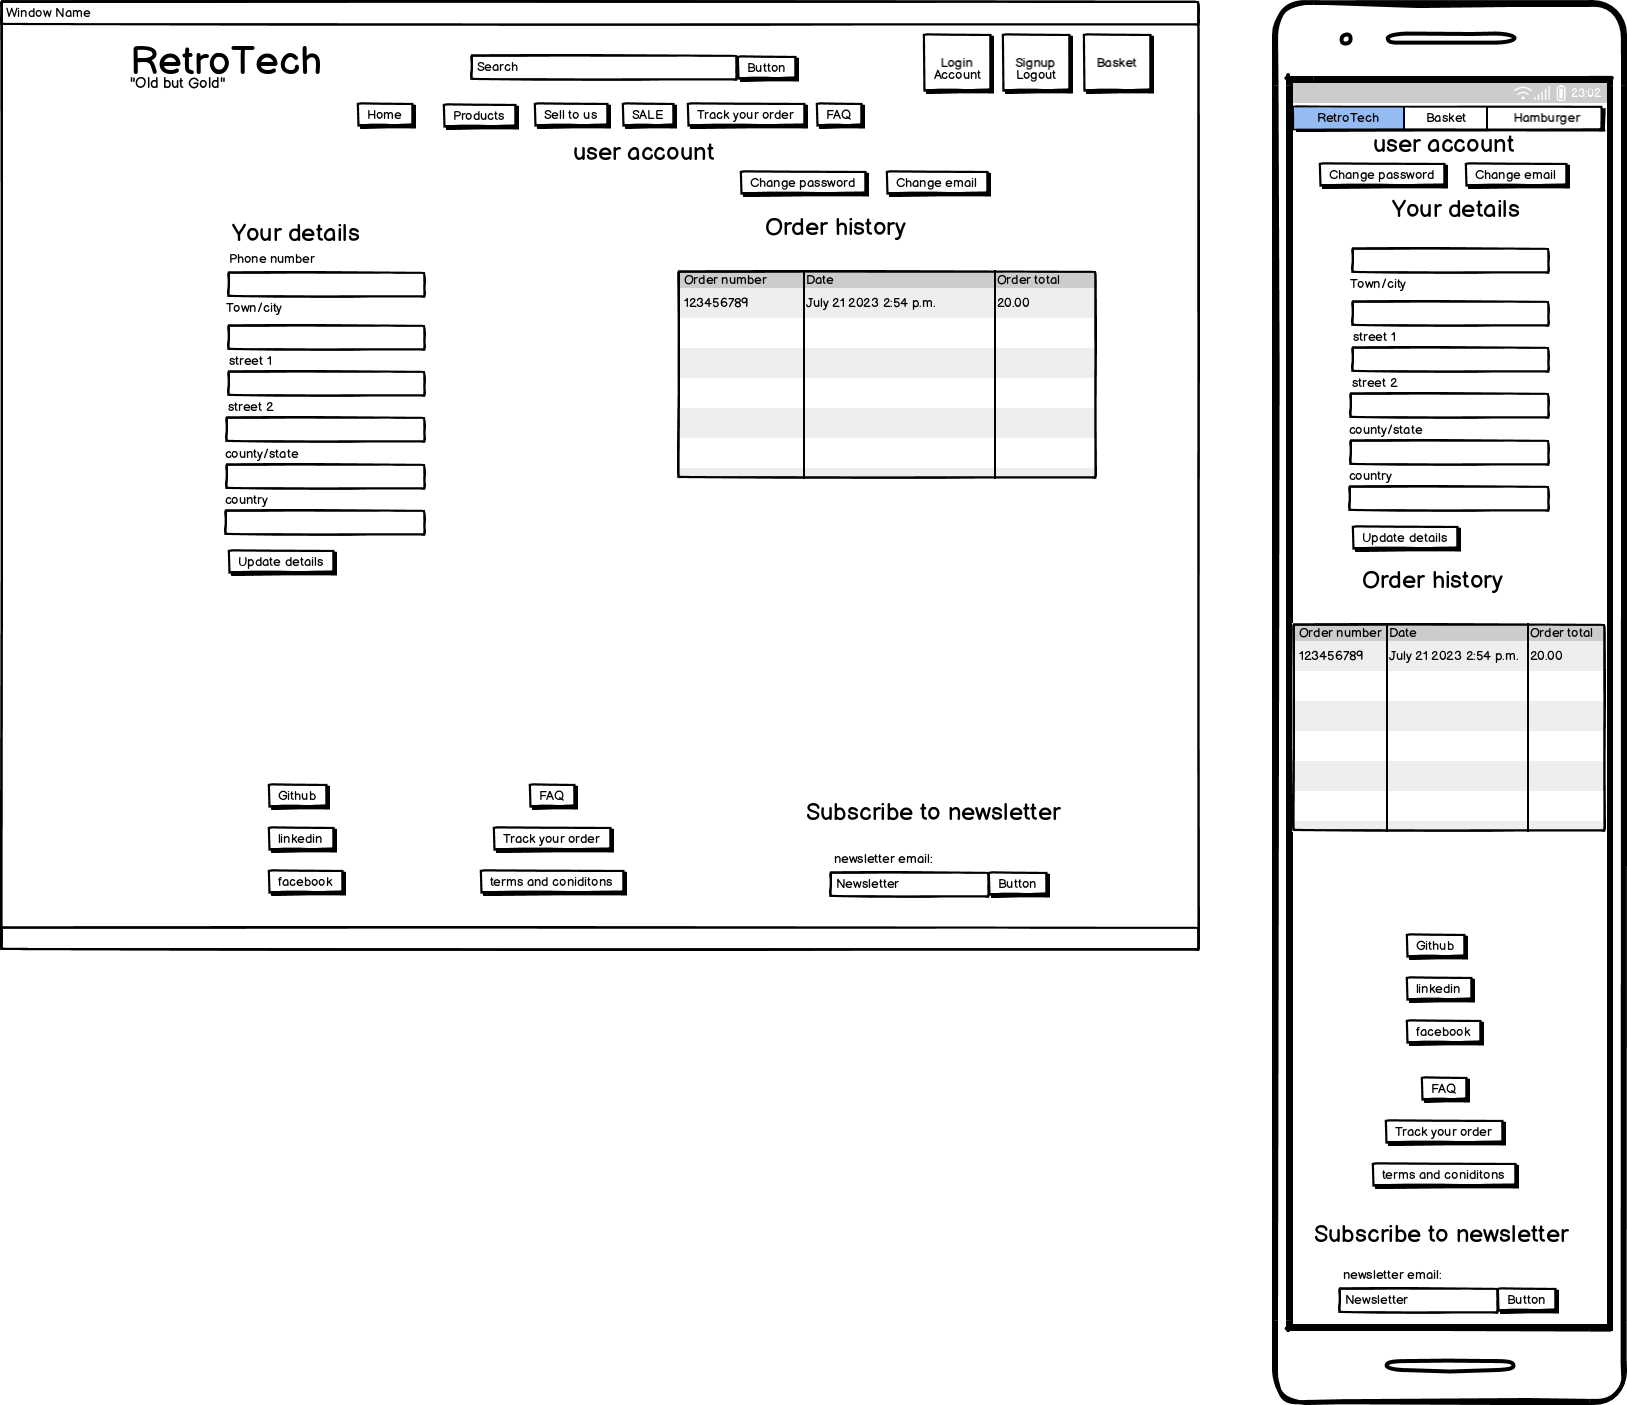 Window Name
RetroTech
"Old but Gold"
Search
Button
Login
Account
Signup
Logout
Basket
Home
Products
Sell to us
SALE
Track your order
FAQ
user account
Change password
Change email
Your details
Phone number
Town/city
street 1
street 2
county/state
country
Update details
Order history
Order number Date Order total
123456789 July 21 2023 2:54 p.m. 20.00
Github
linkedin
facebook
FAQ
Track your order
terms and coniditons
Subscribe to newsletter
newsletter email:
Newsletter
Button
23:02
RetroTech
Basket
Hamburger
user account
Change password
Change email
Your details
Town/city
street 1
street 2
county/state
country
Update details
Order history
Order number Date Order total
123456789 July 21 2023 2:54 p.m. 20.00
Github
linkedin
facebook
FAQ
Track your order
terms and coniditons
Subscribe to newsletter
newsletter email:
Newsletter
Button